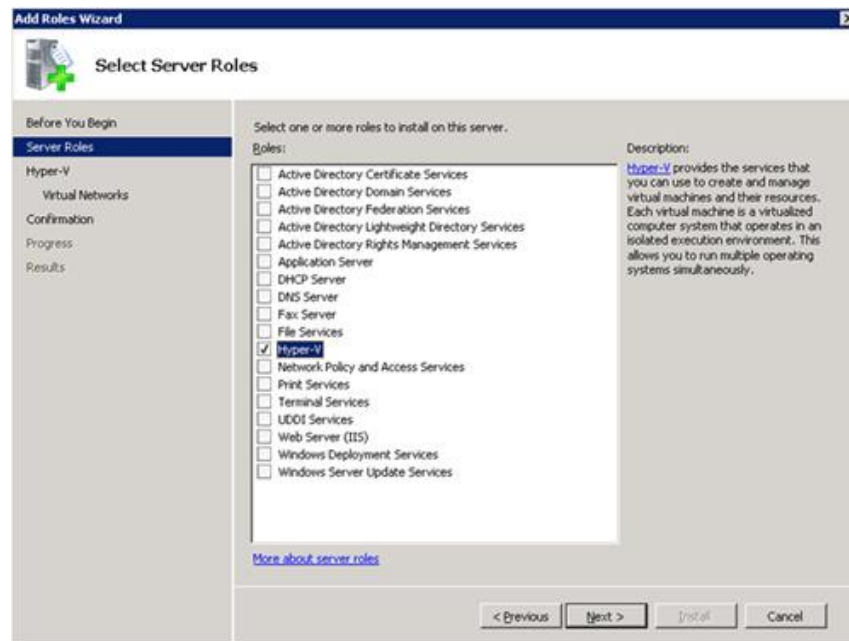 Add Roles Wizard
Select Server Roles
Before You Begin
Server Roles
Hyper-V
Virtual Networks
Confirmation
Progress
Results
Select one or more roles to install on this server.
Roles:
Active Directory Certificate Services
Active Directory Domain Services
Active Directory Federation Services
Active Directory Lightweight Directory Services
Active Directory Rights Management Services
Application Server
DHCP Server
DNS Server
Fax Server
File Services
Hyper-V
Network Policy and Access Services
Print Services
Terminal Services
UDDI Services
Web Server (IIS)
Windows Deployment Services
Windows Server Update Services
More about server roles
Description:
Hyper-V provides the services that
you can use to create and manage
virtual machines and their resources.
Each virtual machine is a virtualized
computer system that operates in an
isolated execution environment. This
allows you to run multiple operating
systems simultaneously.
< Previous
Next >
Install
Cancel